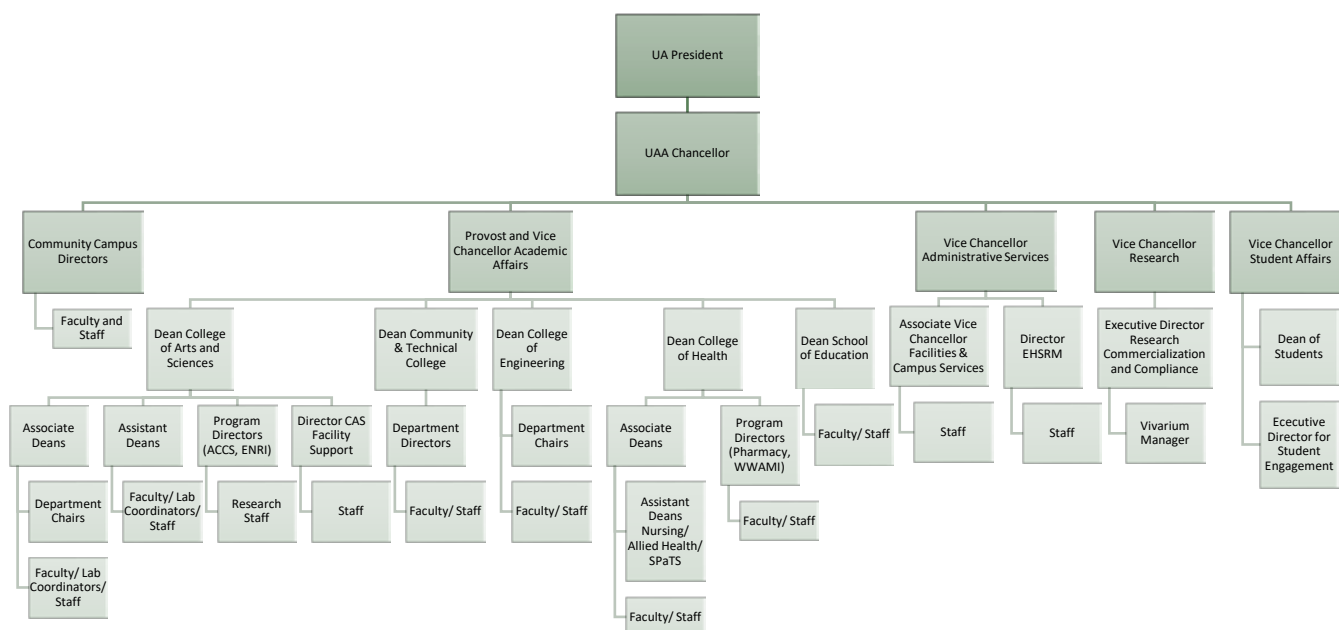 UA President
UAA Chancellor
Community Campus
Directors
Provost and Vice
Chancellor Academic
Affairs
Vice Chancellor
Administrative Services
Vice Chancellor
Research
Vice Chancellor
Student Affairs
Faculty and
Staff
Dean College
of Arts and
Sciences
Dean Community
& Technical
College
Dean College
of
Engineering
Dean College
of Health
Dean School
of Education
Associate Vice
Chancellor
Facilities &
Campus Services
Director
EHSRM
Executive Director
Research
Commercialization
and Compliance
Dean of
Students
Associate
Deans
Assistant
Deans
Program
Directors
(ACCS, ENRI)
Director CAS
Facility
Support
Department
Directors
Department
Chairs
Associate
Deans
Program
Directors
(Pharmacy,
WWAMI)
Faculty/ Staff
Staff
Staff
Vivarium
Manager
Ececutive
Director for
Student
Engagement
Department
Chairs
Faculty/ Lab
Coordinators/
Staff
Research
Staff
Staff
Faculty/ Staff
Faculty/ Staff
Assistant
Deans
Nursing/
Allied Health/
SPaTS
Faculty/ Staff
Faculty/ Lab
Coordinators/
Staff
Faculty/ Staff